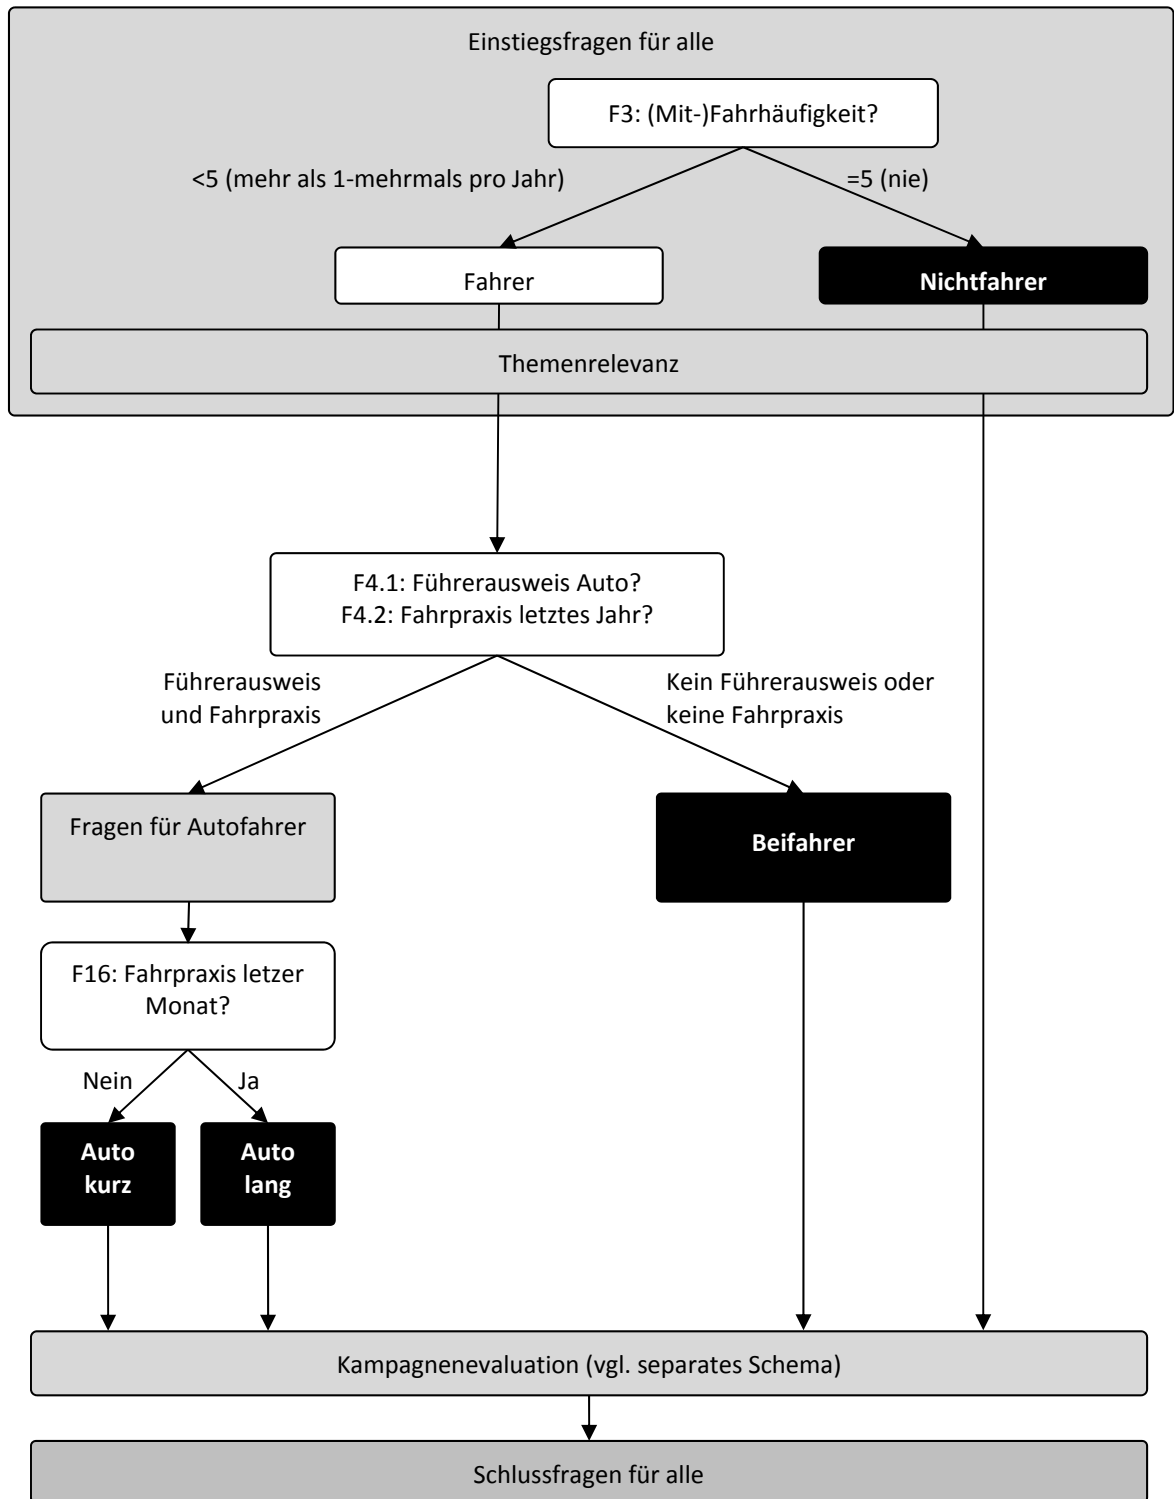 Einstiegsfragen für alle
F3: (Mit-)Fahrhäufigkeit?
<5 (mehr als 1-mehrmals pro Jahr)
=5 (nie)
Fahrer
Nichtfahrer
Themenrelevanz
F4.1: Führerausweis Auto?
F4.2: Fahrpraxis letztes Jahr?
Führerausweis
und Fahrpraxis
Kein Führerausweis oder
keine Fahrpraxis
Fragen für Autofahrer
Beifahrer
F16: Fahrpraxis letzer
Monat?
Nein
Ja
Auto
kurz
Auto
lang
Kampagnenevaluation (vgl. separates Schema)
Schlussfragen für alle